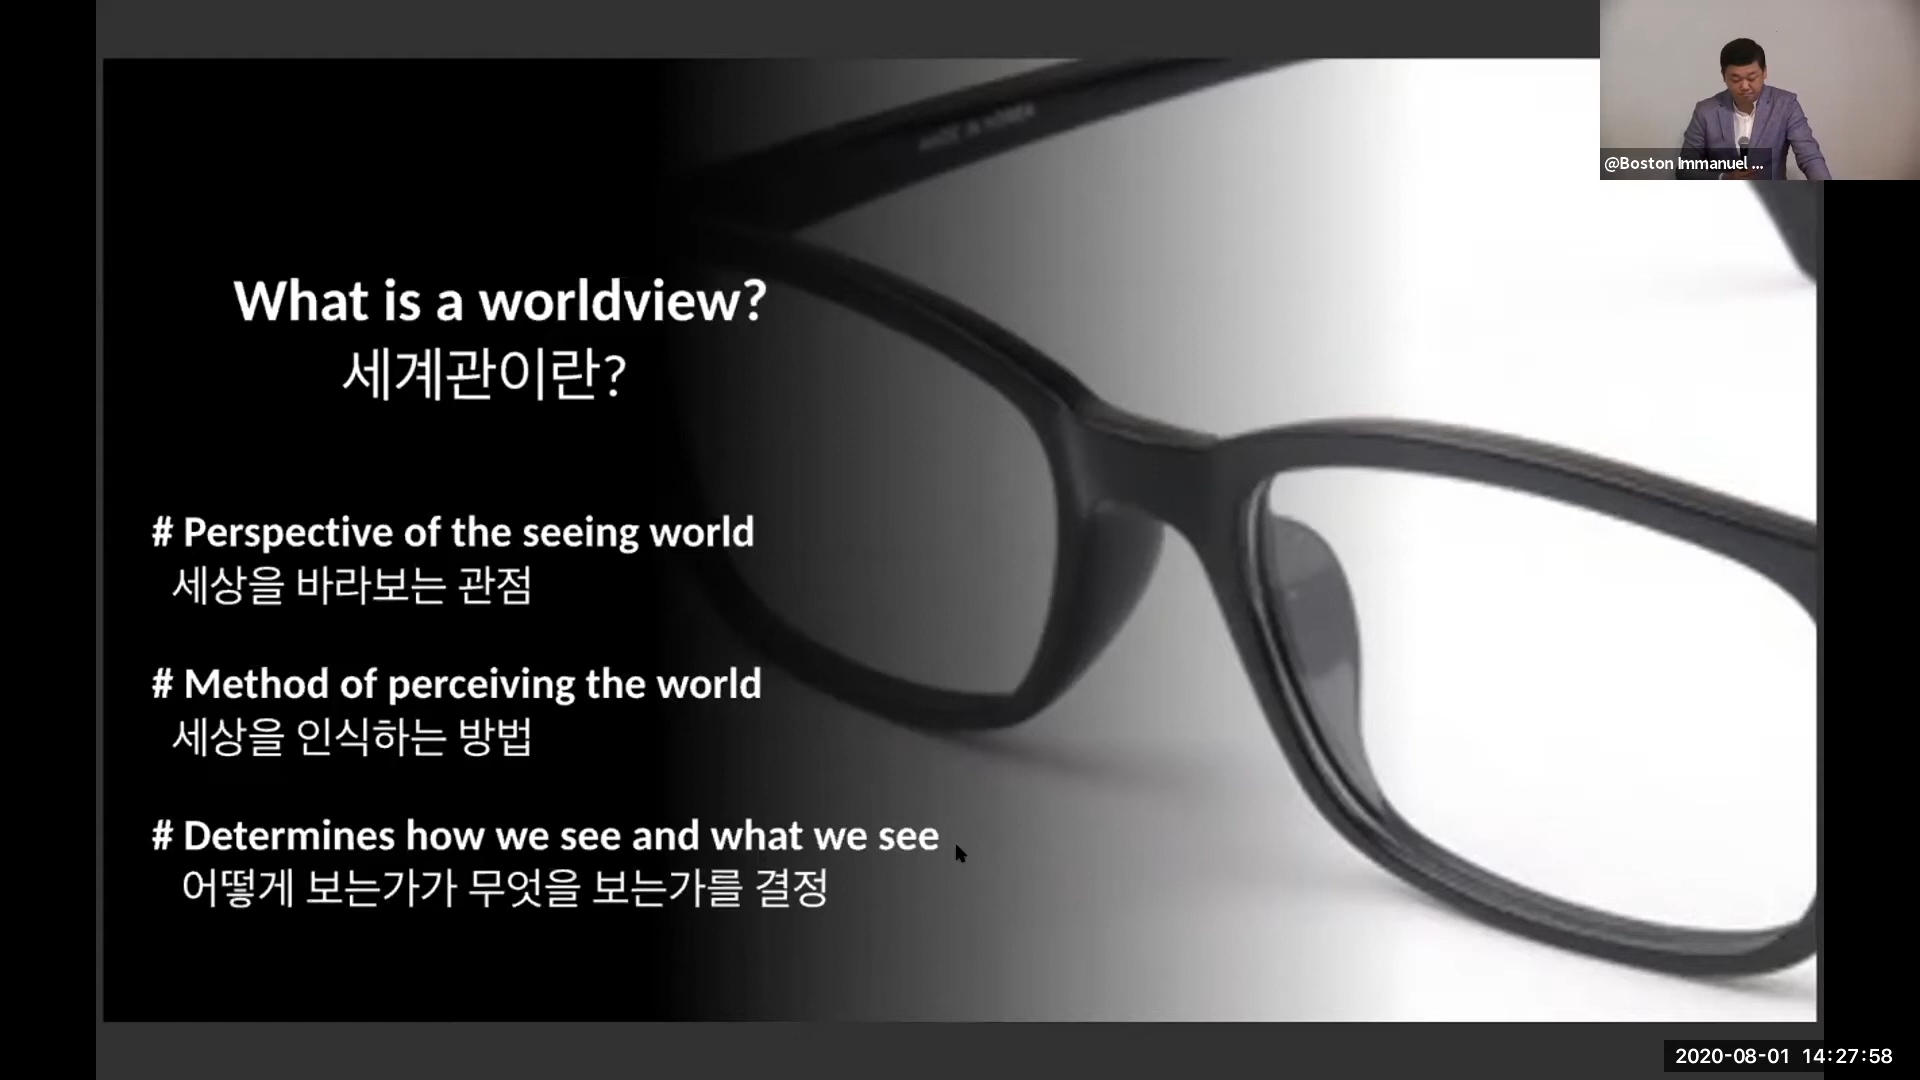 @Boston Immanuel ...
What is a worldview?
세계관이란?
# Perspective of the seeing world
세상을 바라보는 관점
# Method of perceiving the world
세상을 인식하는 방법
# Determines how we see and what we see
어떻게 보는가가 무엇을 보는가를 결정
2020-08-01 14:27:58